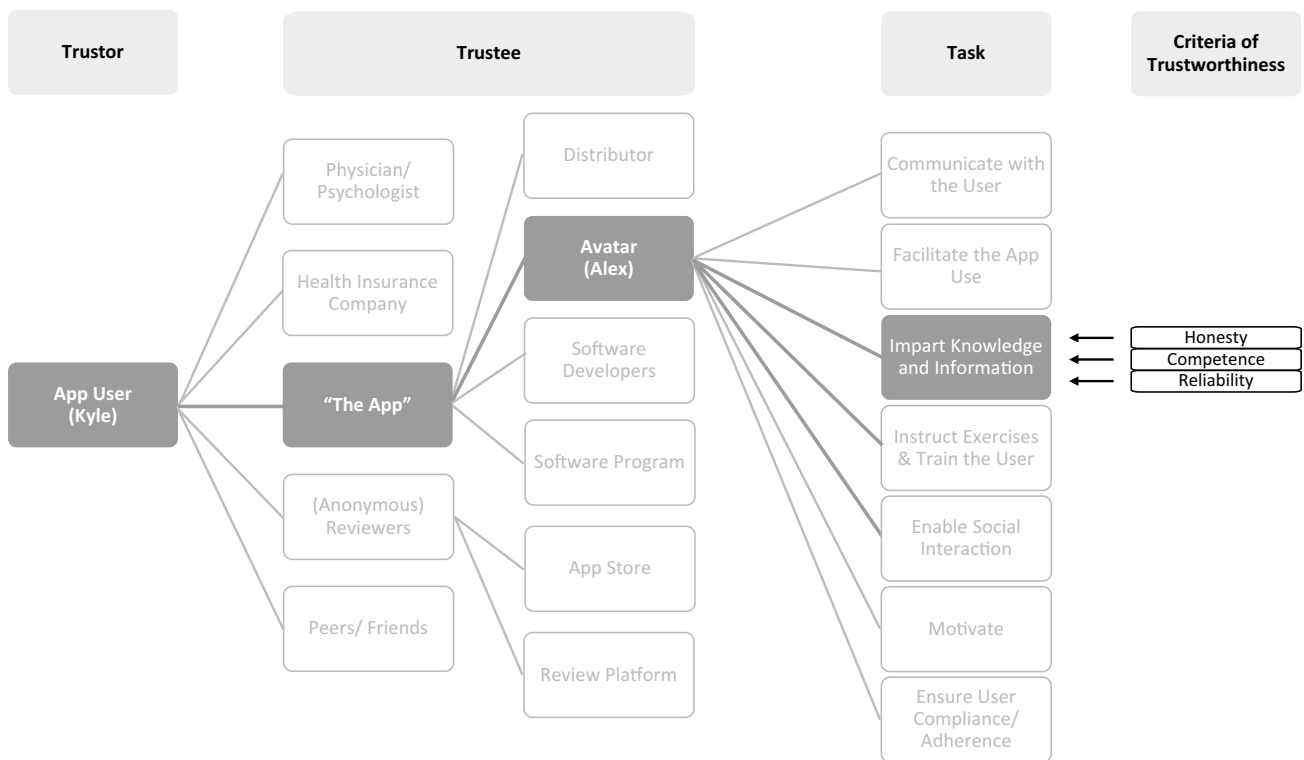 Trustor
Trustee
Task
Criteria of
Trustworthiness
App User
(Kyle)
Physician/
Psychologist
Health Insurance
Company
“The App”
(Anonymous)
Reviewers
Peers/ Friends
Distributor
Avatar
(Alex)
Software
Developers
Software Program
App Store
Review Platform
Communicate with
the User
Facilitate the App
Use
Impart Knowledge
and Information
Instruct Exercises
& Train the User
Enable Social
Interaction
Motivate
Ensure User
Compliance/
Adherence
Honesty
Competence
Reliability